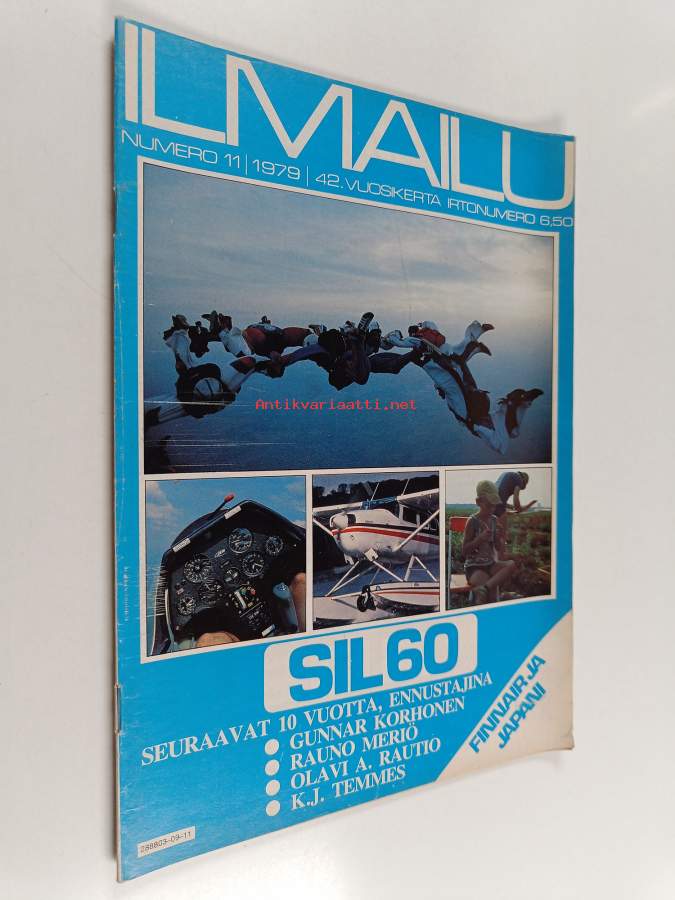 ILMAILU
NUMERO 11 | 1979 | 42. VUOSIKERTA IRTONUMERO 6,50
Antikvariaatti.net
SIL 60
SEURAAVAT 10 VUOTTA, ENNUSTAJINA
● GUNNAR KORHONEN
● RAUNO MERIÖ
● OLAVI A. RAUTIO
● K.J. TEMMES
FINNAIR JA
JAPANI
288803-09-11